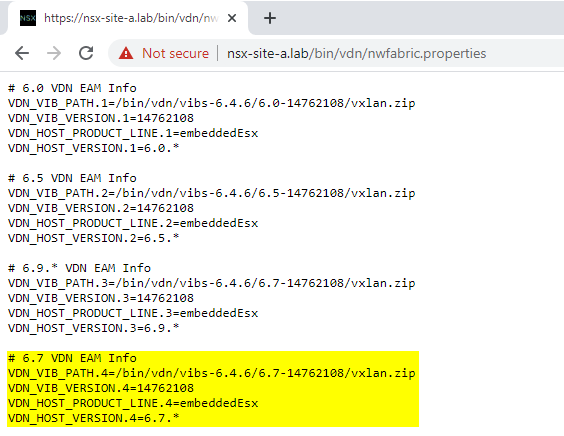 NSX
https://nsx-site-a.lab/bin/vdn/nw
Not secure
nsx-site-a.lab/bin/vdn/nwfabric.properties
# 6.0 VDN EAM Info
VDN_VIB_PATH.1=/bin/vdn/vibs-6.4.6/6.0-14762108/vxlan.zip
VDN_VIB_VERSION.1=14762108
VDN_HOST_PRODUCT_LINE.1=embeddedEsx
VDN_HOST_VERSION.1=6.0.*
# 6.5 VDN EAM Info
VDN_VIB_PATH.2=/bin/vdn/vibs-6.4.6/6.5-14762108/vxlan.zip
VDN_VIB_VERSION.2=14762108
VDN_HOST_PRODUCT_LINE.2=embeddedEsx
VDN_HOST_VERSION.2=6.5.*
# 6.9.* VDN EAM Info
VDN_VIB_PATH.3=/bin/vdn/vibs-6.4.6/6.7-14762108/vxlan.zip
VDN_VIB_VERSION.3=14762108
VDN_HOST_PRODUCT_LINE.3=embeddedEsx
VDN_HOST_VERSION.3=6.9.*
# 6.7 VDN EAM Info
VDN_VIB_PATH.4=/bin/vdn/vibs-6.4.6/6.7-14762108/vxlan.zip
VDN_VIB_VERSION.4=14762108
VDN_HOST_PRODUCT_LINE.4=embeddedEsx
VDN_HOST_VERSION.4=6.7.*